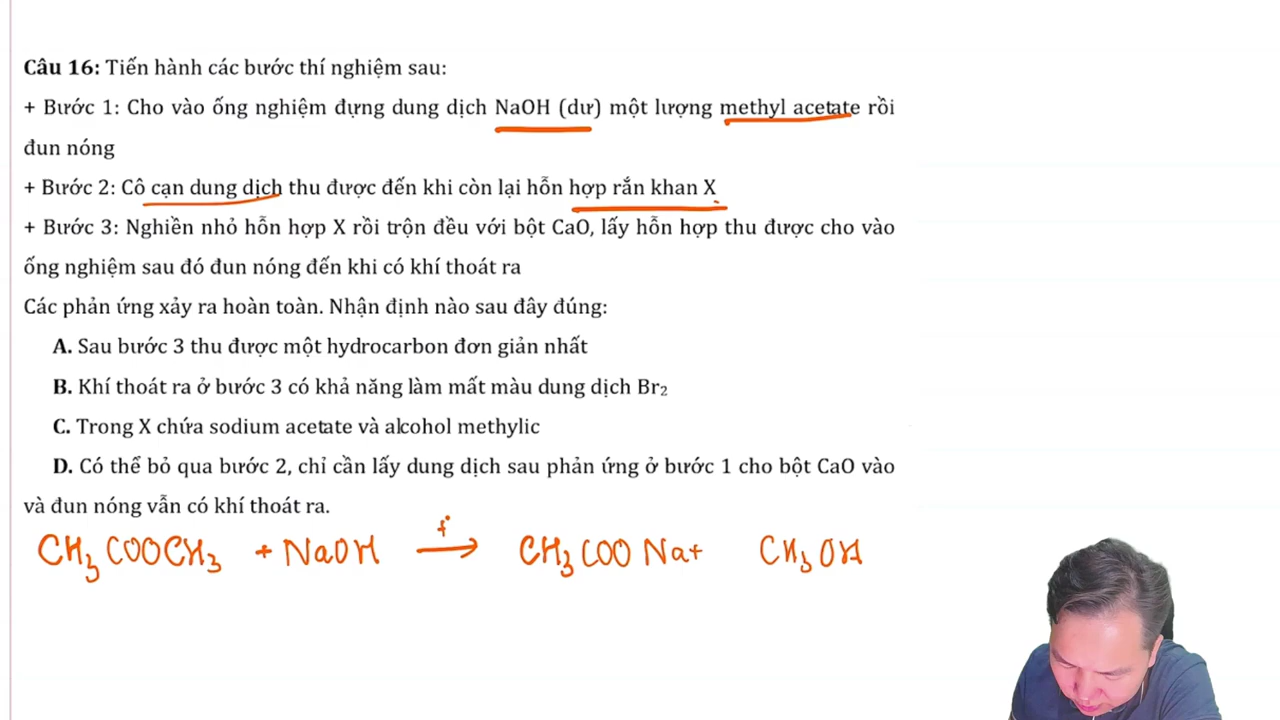 Câu 16: Tiến hành các bước thí nghiệm sau:
+ Bước 1: Cho vào ống nghiệm đựng dung dịch NaOH (dư) một lượng methyl acetate rồi
đun nóng
+ Bước 2: Cô cạn dung dịch thu được đến khi còn lại hỗn hợp rắn khan X
+ Bước 3: Nghiền nhỏ hỗn hợp X rồi trộn đều với bột CaO, lấy hỗn hợp thu được cho vào
ống nghiệm sau đó đun nóng đến khi có khí thoát ra
Các phản ứng xảy ra hoàn toàn. Nhận định nào sau đây đúng:
A. Sau bước 3 thu được một hydrocarbon đơn giản nhất
B. Khí thoát ra ở bước 3 có khả năng làm mất màu dung dịch Br₂
C. Trong X chứa sodium acetate và alcohol methylic
D. Có thể bỏ qua bước 2, chỉ cần lấy dung dịch sau phản ứng ở bước 1 cho bột CaO vào
và đun nóng vẫn có khí thoát ra.
CH₃COOCH₃ + NaOH → CH₃COONa + CH₃OH